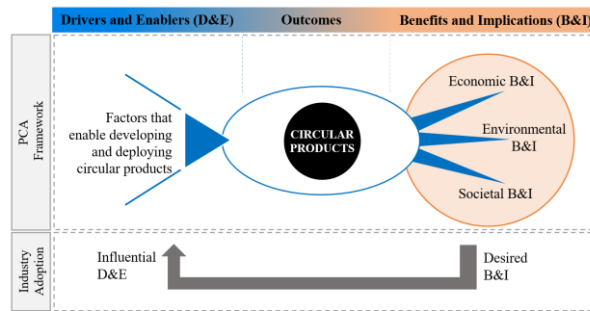 Drivers and Enablers (D&E)
Outcomes
Benefits and Implications (B&I)
PCA
Framework
Factors that
enable developing
and deploying
circular products
CIRCULAR
PRODUCTS
Economic B&I
Environmental
B&I
Societal B&I
Industry
Adoption
Influential
D&E
Desired
B&I